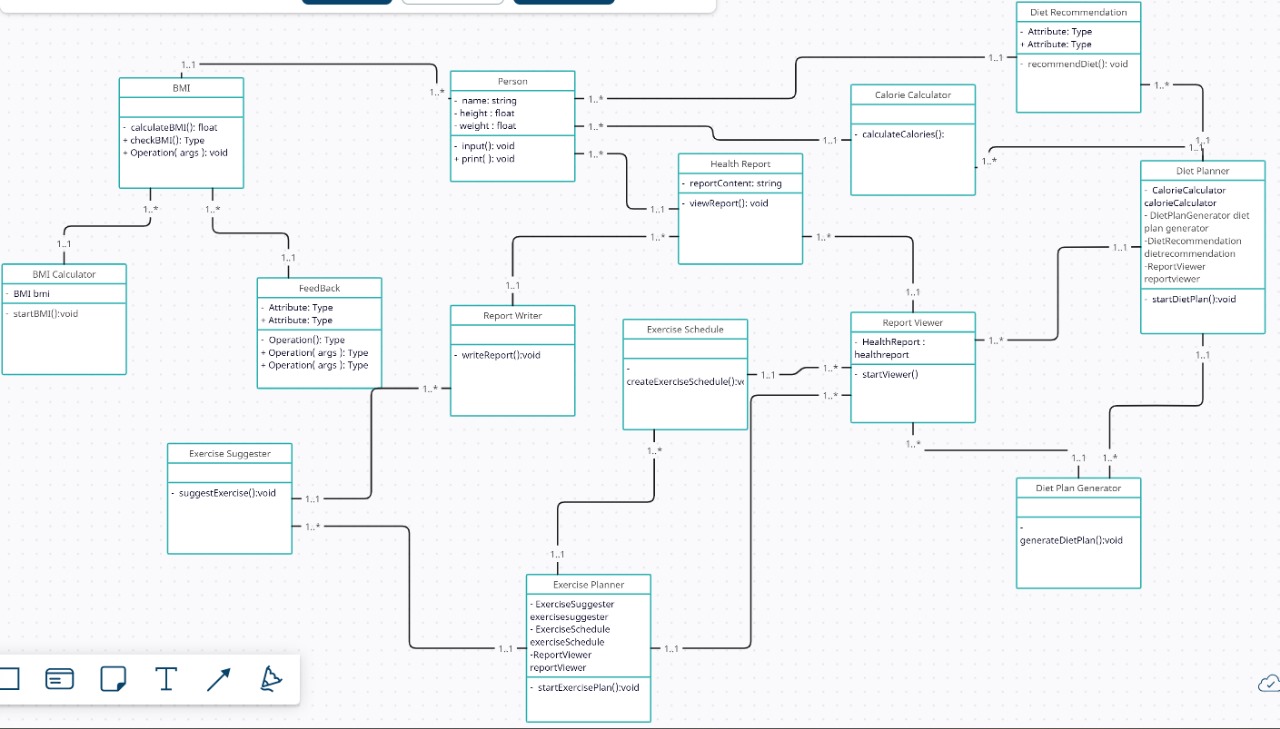 Diet Recommendation
- Attribute: Type
+ Attribute: Type
- recommendDiet(): void
1..1
1..*
1..1
BMI
- calculateBMI(): float
+ checkBMI(): Type
+ Operation( args ): void
1..*
1..*
1..*
Person
- name: string
- height : float
- weight : float
- input(): void
+ print( ): void
1..*
1..*
1..*
Calorie Calculator
- calculateCalories():
1..1
1..*
1..1
1..1
Health Report
- reportContent: string
- viewReport(): void
1..1
1..*
1..*
Diet Planner
- CalorieCalculator
calorieCalculator
- DietPlanGenerator diet
plan generator
-DietRecommendation
dietrecommendation
-ReportViewer
reportviewer
- startDietPlan():void
1..1
1..1
1..1
BMI Calculator
- BMI bmi
- startBMI():void
1..1
FeedBack
- Attribute: Type
+ Attribute: Type
- Operation(): Type
+ Operation( args ): Type
+ Operation( args ): Type
1..1
Report Writer
- writeReport():void
1..*
Exercise Schedule
-
createExerciseSchedule():v
1..1
1..*
1..1
Report Viewer
- HealthReport :
healthreport
- startViewer()
1..*
1..*
1..*
1..*
Exercise Suggester
- suggestExercise():void
1..1
1..*
1..1
1..*
Diet Plan Generator
-
generateDietPlan():void
1..1
Exercise Planner
- ExerciseSuggester
exercisesuggester
- ExerciseSchedule
exerciseSchedule
-ReportViewer
reportViewer
- startExercisePlan():void
1..1
1..1
T